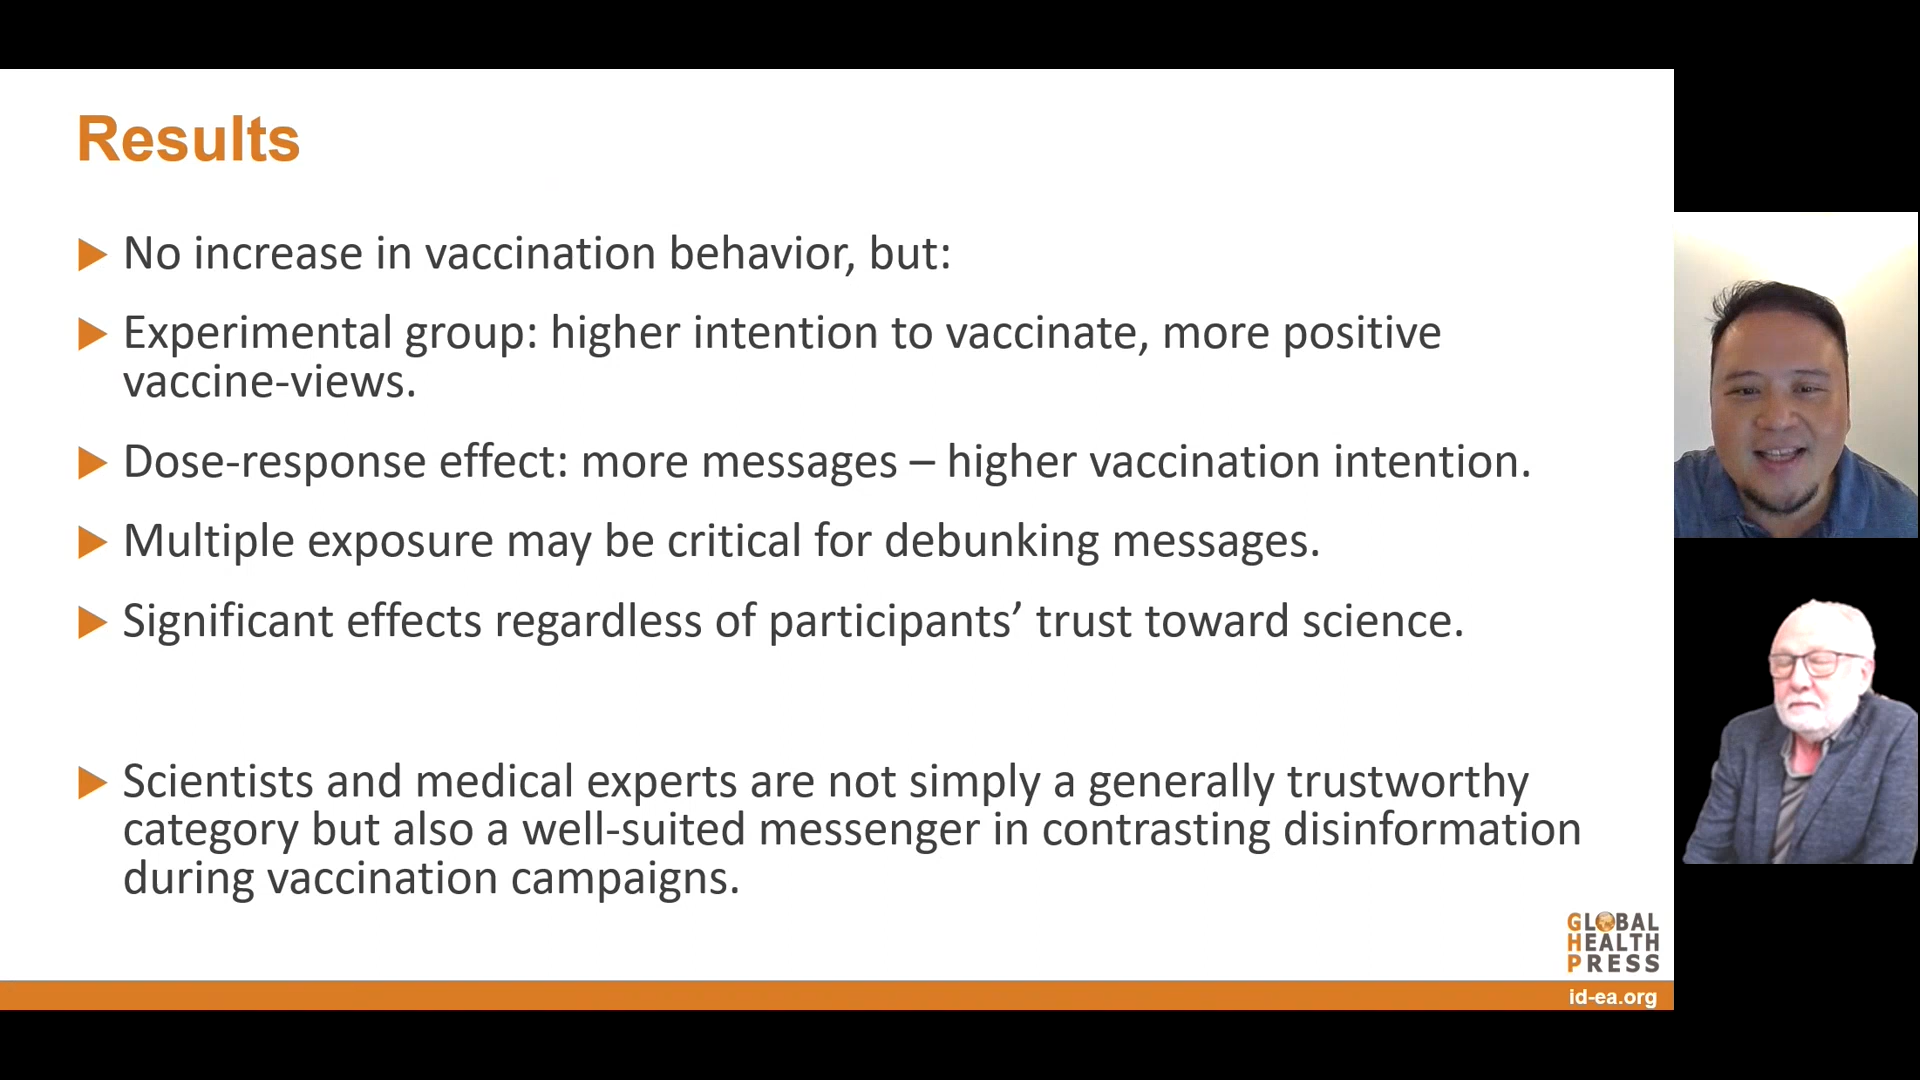 Results
No increase in vaccination behavior, but:
Experimental group: higher intention to vaccinate, more positive
vaccine-views.
Dose-response effect: more messages – higher vaccination intention.
Multiple exposure may be critical for debunking messages.
Significant effects regardless of participants’ trust toward science.
Scientists and medical experts are not simply a generally trustworthy
category but also a well-suited messenger in contrasting disinformation
during vaccination campaigns.
GLOBAL
HEALTH
PRESS
id-ea.org